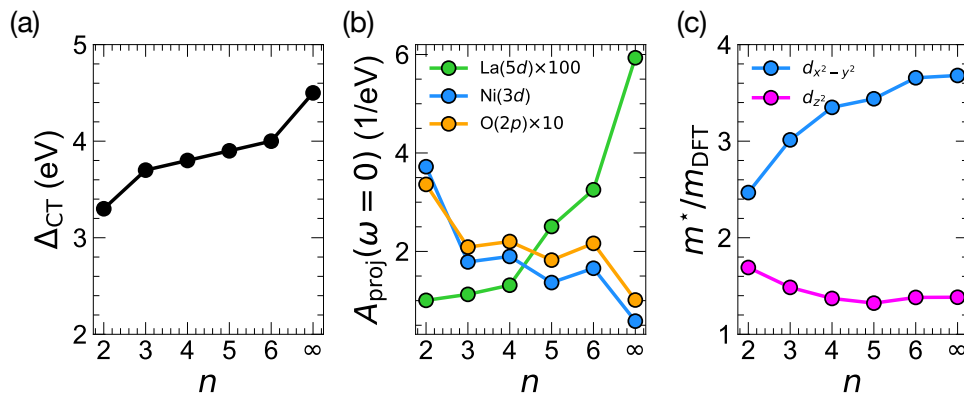 (a)
5
4
3
2
Δ_CT (eV)
2 3 4 5 6 ∞
n
(b)
6
4
2
A_proj(ω = 0) (1/eV)
La(5d)×100
Ni(3d)
O(2p)×10
2 3 4 5 6 ∞
n
(c)
4
3
2
1
m*/m_DFT
d_{x²−y²}
d_{z²}
2 3 4 5 6 ∞
n